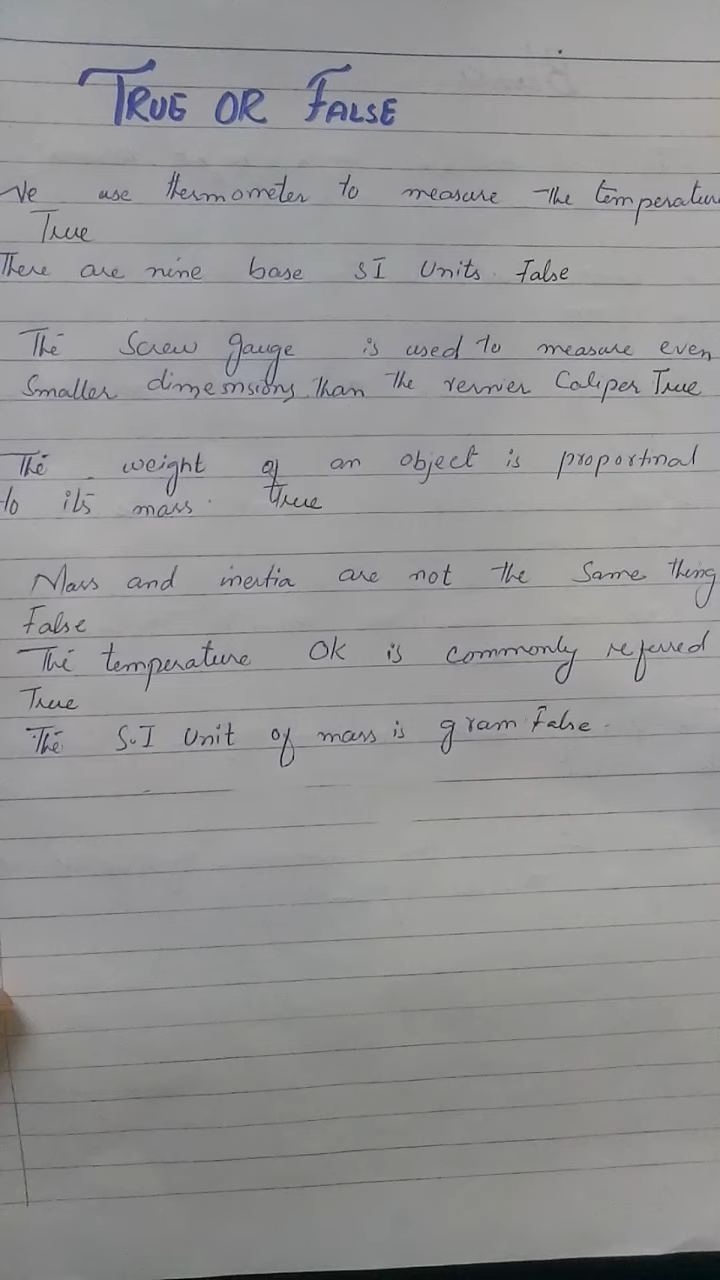 TRUE OR FALSE
We use thermometer to measure the temperatur
True
There are nine base SI Units. False
The Screw gauge is used to measure even
Smaller dimensions than the vernier Caliper True
The weight of an object is proportnal
to its mass. true
Mass and inertia are not the same thing
False
The temperature OK is commonly referred
True
The S.I Unit of mass is gram False.